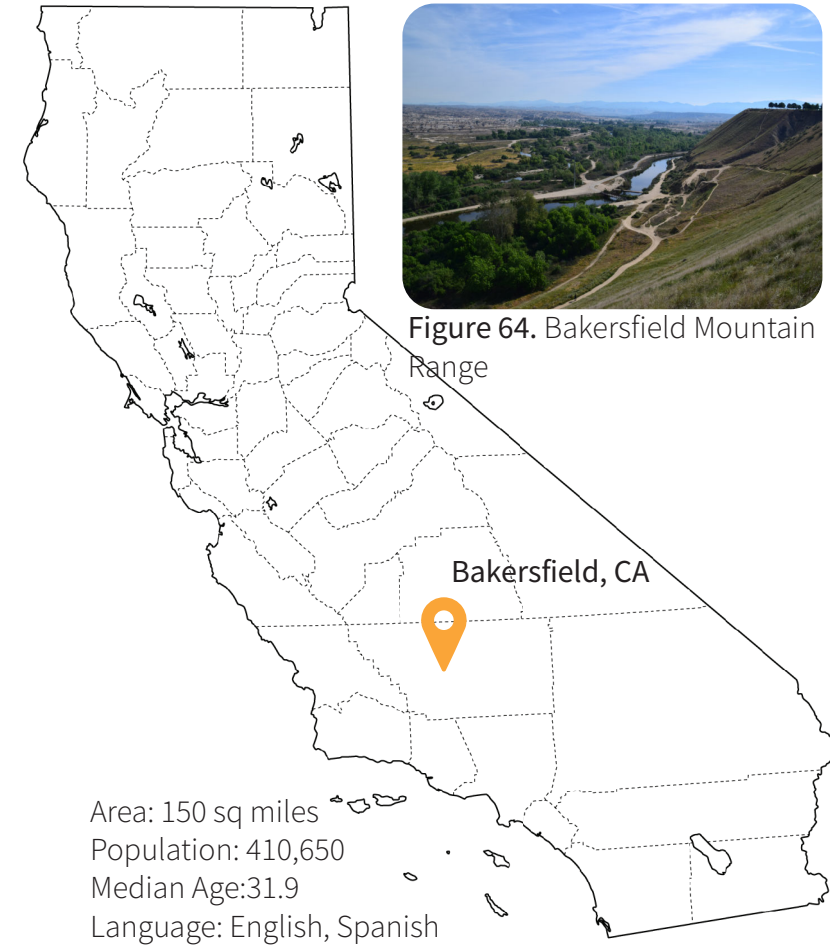 Figure 64. Bakersfield Mountain
Range
Bakersfield, CA
Area: 150 sq miles
Population: 410,650
Median Age:31.9
Language: English, Spanish